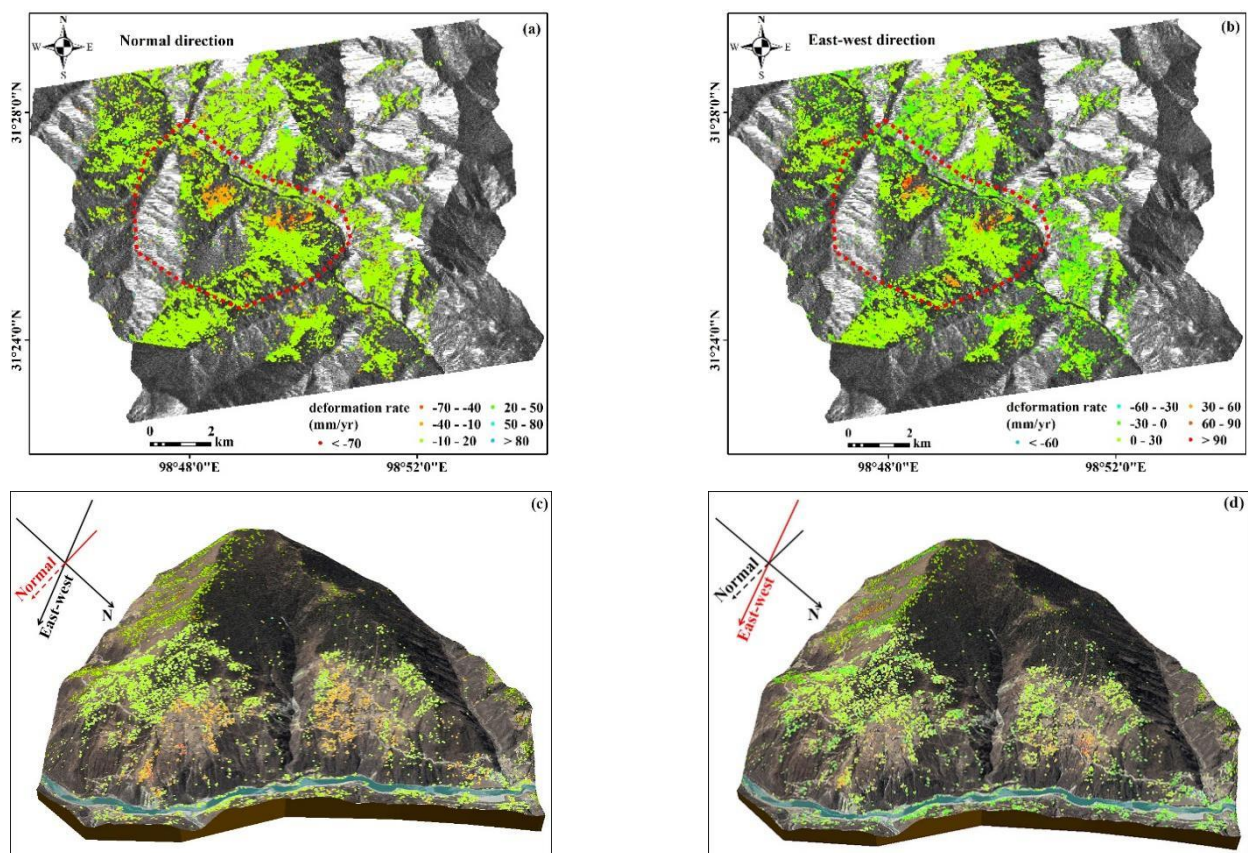 N
W E
S
Normal direction
(a)
31°28'0"N
31°24'0"N
deformation rate
(mm/yr)
< -70
-70 - -40
-40 - -10
-10 - 20
20 - 50
50 - 80
> 80
0 2
km
98°48'0"E 98°52'0"E
N
W E
S
East-west direction
(b)
31°28'0"N
31°24'0"N
deformation rate
(mm/yr)
< -60
-60 - -30
-30 - 0
0 - 30
30 - 60
60 - 90
> 90
0 2
km
98°48'0"E 98°52'0"E
(c)
Normal
East-west
N
(d)
Normal
East-west
N